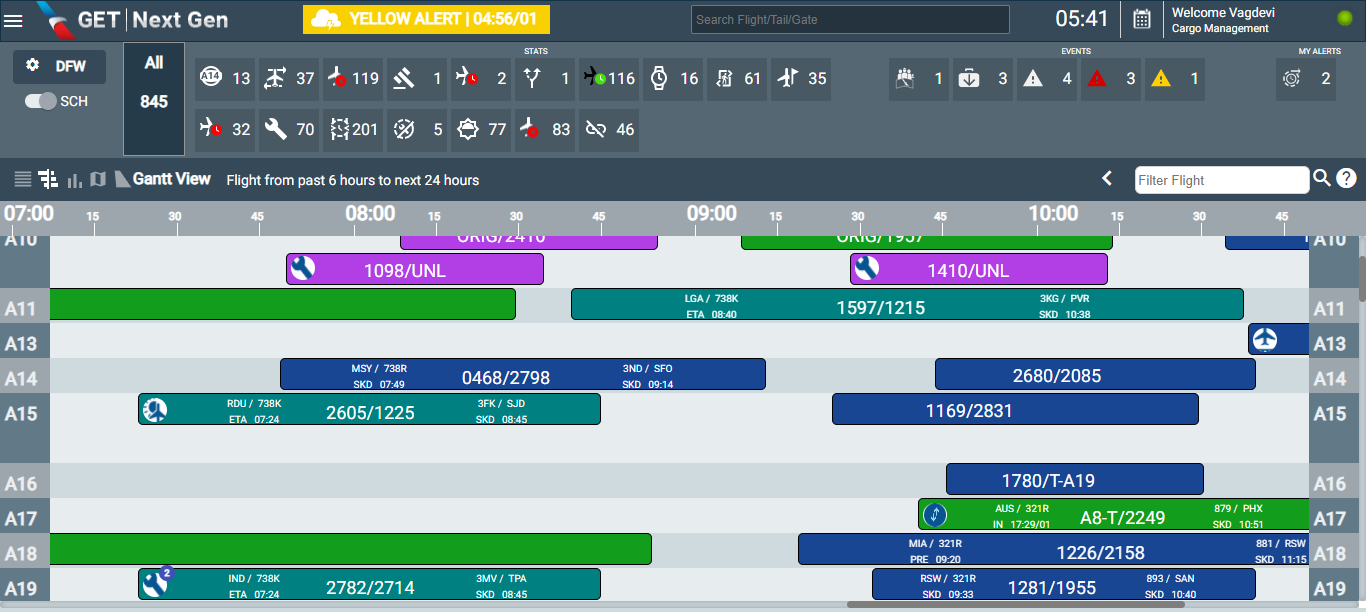 GET | Next Gen
YELLOW ALERT | 04:56/01
Search Flight/Tail/Gate
05:41
Welcome Vagdevi
Cargo Management
DFW
SCH
All
845
STATS
EVENTS
MY ALERTS
A14 13 37 119 1 2 1 116 16 61 35
1 3 4 3 1
2
32 70 201 5 77 83 46
Gantt View Flight from past 6 hours to next 24 hours
Filter Flight
?
07:00 15 30 45 08:00 15 30 45 09:00 15 30 45 10:00 15 30 45
A10 ORIG/2410 ORIG/1957 A10
1098/UNL 1410/UNL
A11 LGA / 738K 1597/1215 3KG / PVR A11
ETA 08:40 SKD 10:38
A13 A13
A14 MSY / 738R 0468/2798 3ND / SFO 2680/2085 A14
SKD 07:49 SKD 09:14
A15 RDU / 738K 2605/1225 3FK / SJD 1169/2831 A15
ETA 07:24 SKD 08:45
A16 1780/T-A19 A16
A17 AUS / 321R A8-T/2249 879 / PHX A17
IN 17:29/01 SKD 10:51
A18 MIA / 321R 1226/2158 881 / RSW A18
PRE 09:20 SKD 11:15
A19 2 IND / 738K 2782/2714 3MV / TPA RSW / 321R 1281/1955 893 / SAN A19
ETA 07:24 SKD 08:45 SKD 09:33 SKD 10:40